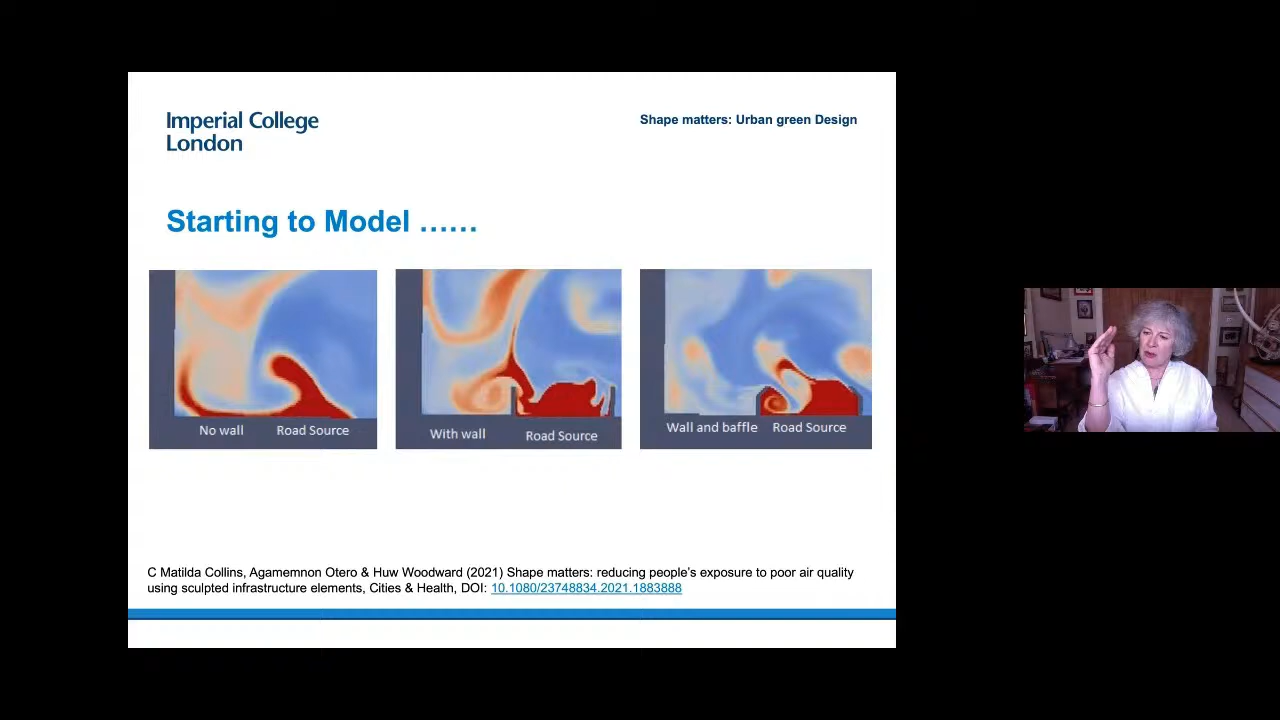 Imperial College
London
Shape matters: Urban green Design
Starting to Model ……
No wall Road Source
With wall Road Source
Wall and baffle Road Source
C Matilda Collins, Agamemnon Otero & Huw Woodward (2021) Shape matters: reducing people’s exposure to poor air quality
using sculpted infrastructure elements, Cities & Health, DOI: 10.1080/23748834.2021.1883888